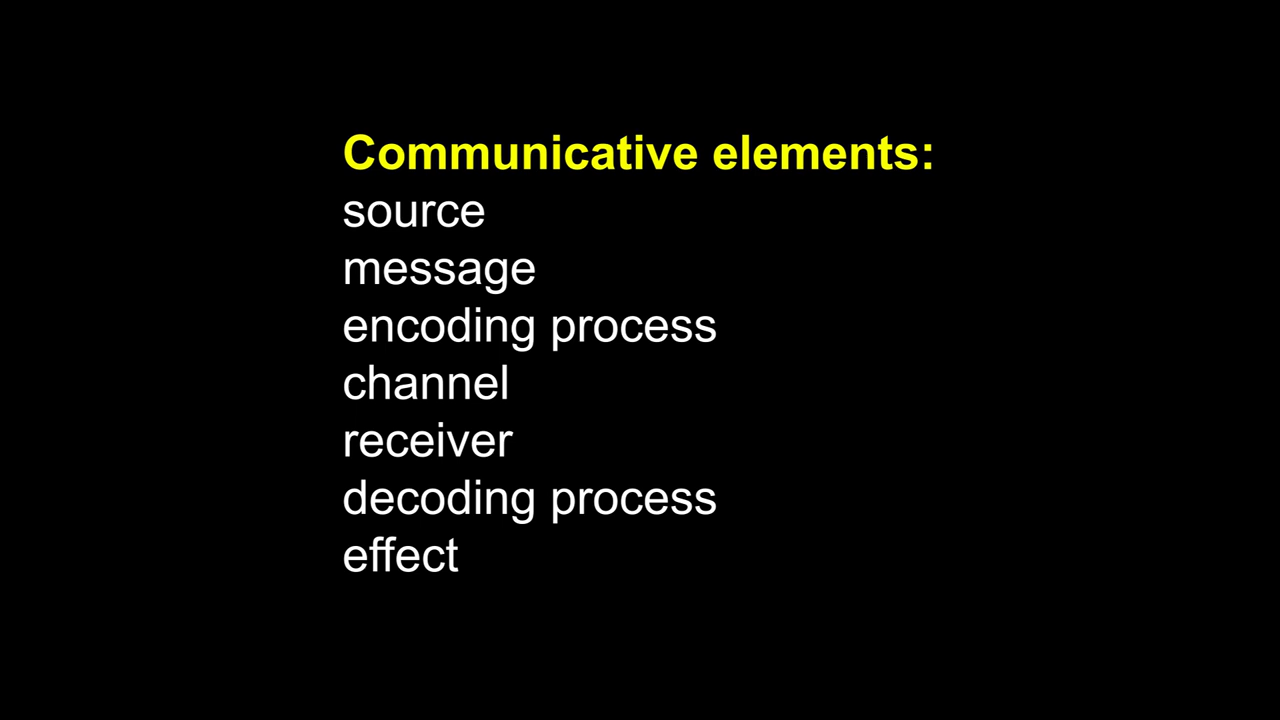 Communicative elements:
source
message
encoding process
channel
receiver
decoding process
effect